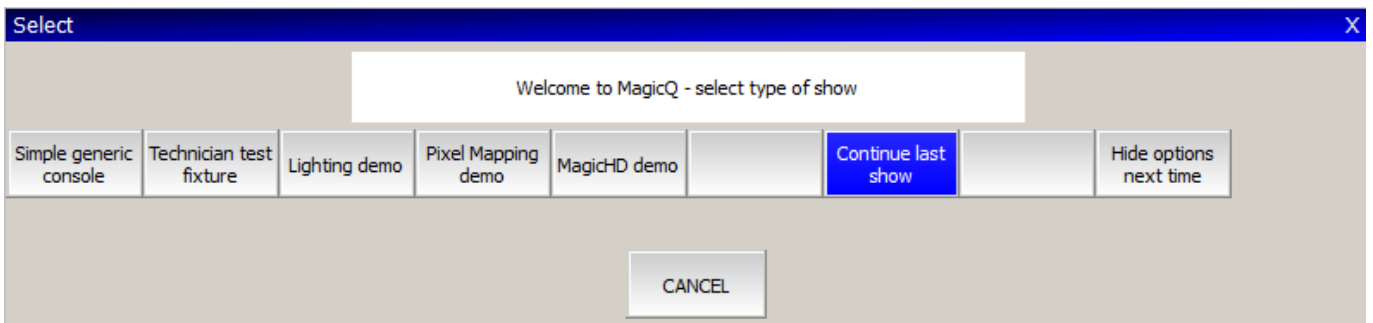 Select X
Welcome to MagicQ - select type of show
Simple generic console
Technician test fixture
Lighting demo
Pixel Mapping demo
MagicHD demo
Continue last show
Hide options next time
CANCEL